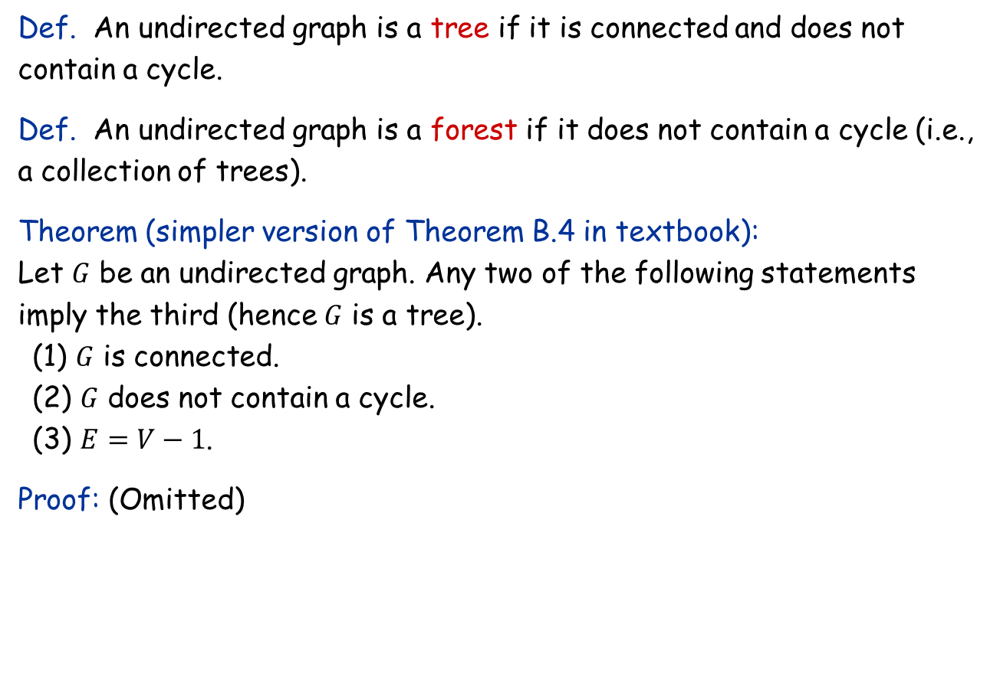 Def. An undirected graph is a tree if it is connected and does not
contain a cycle.
Def. An undirected graph is a forest if it does not contain a cycle (i.e.,
a collection of trees).
Theorem (simpler version of Theorem B.4 in textbook):
Let G be an undirected graph. Any two of the following statements
imply the third (hence G is a tree).
(1) G is connected.
(2) G does not contain a cycle.
(3) E = V − 1.
Proof: (Omitted)